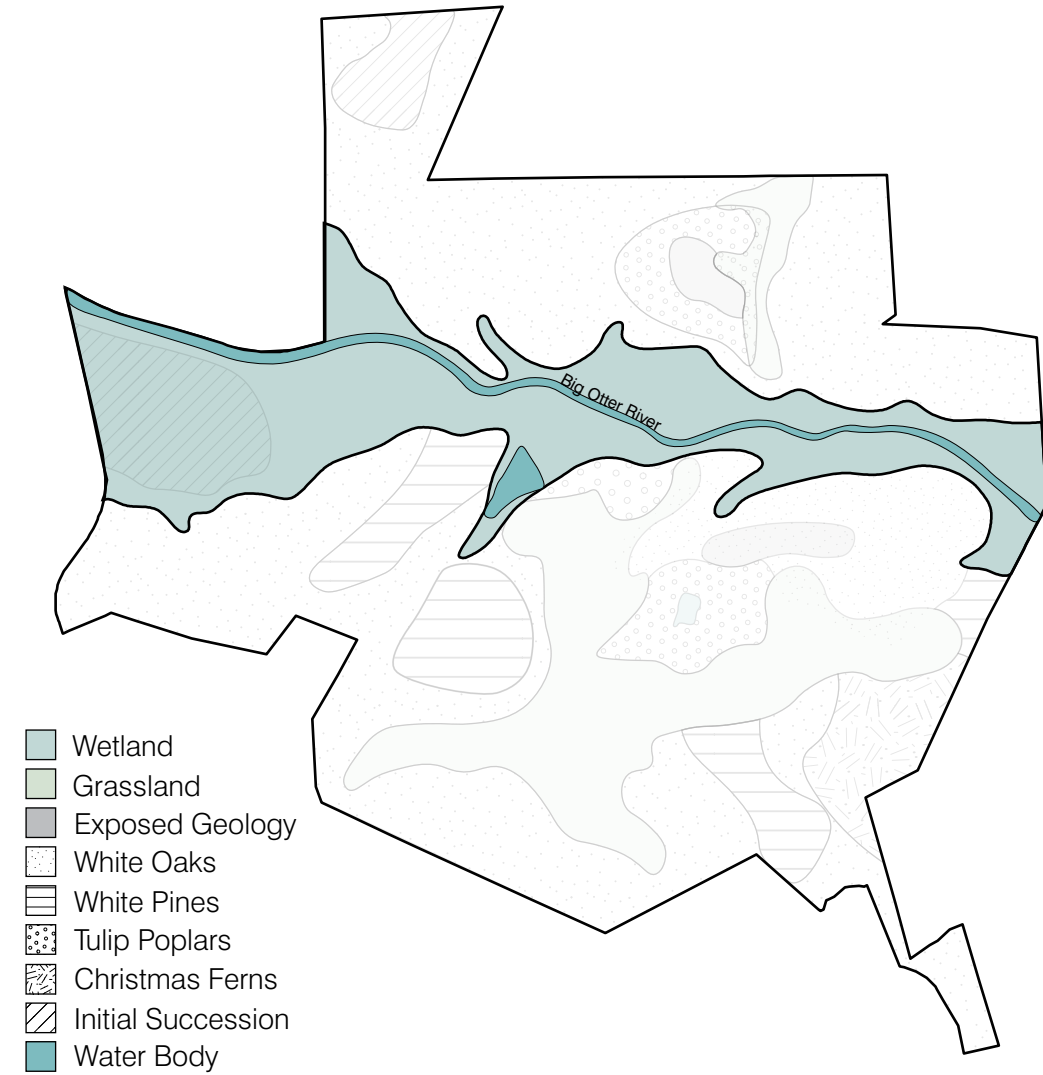 Big Otter River
Wetland
Grassland
Exposed Geology
White Oaks
White Pines
Tulip Poplars
Christmas Ferns
Initial Succession
Water Body